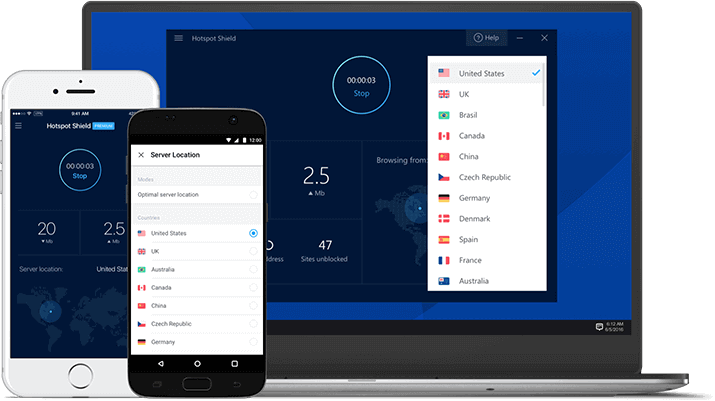 Hotspot Shield
Help
00:00:03
Stop
2.5
Mb
47
Sites unblocked
Browsing from:
United States
UK
Brasil
Canada
China
Czech Republic
Germany
Denmark
Spain
France
Australia
6:12 AM
6/5/2016
9:41 AM
Hotspot Shield PREMIUM
00:00:03
Stop
20
Mb
2.5
Mb
Server location:
United Stat
12:00
Server Location
Modes
Optimal server location
Countries
United States
UK
Australia
Canada
China
Czech Republic
Germany